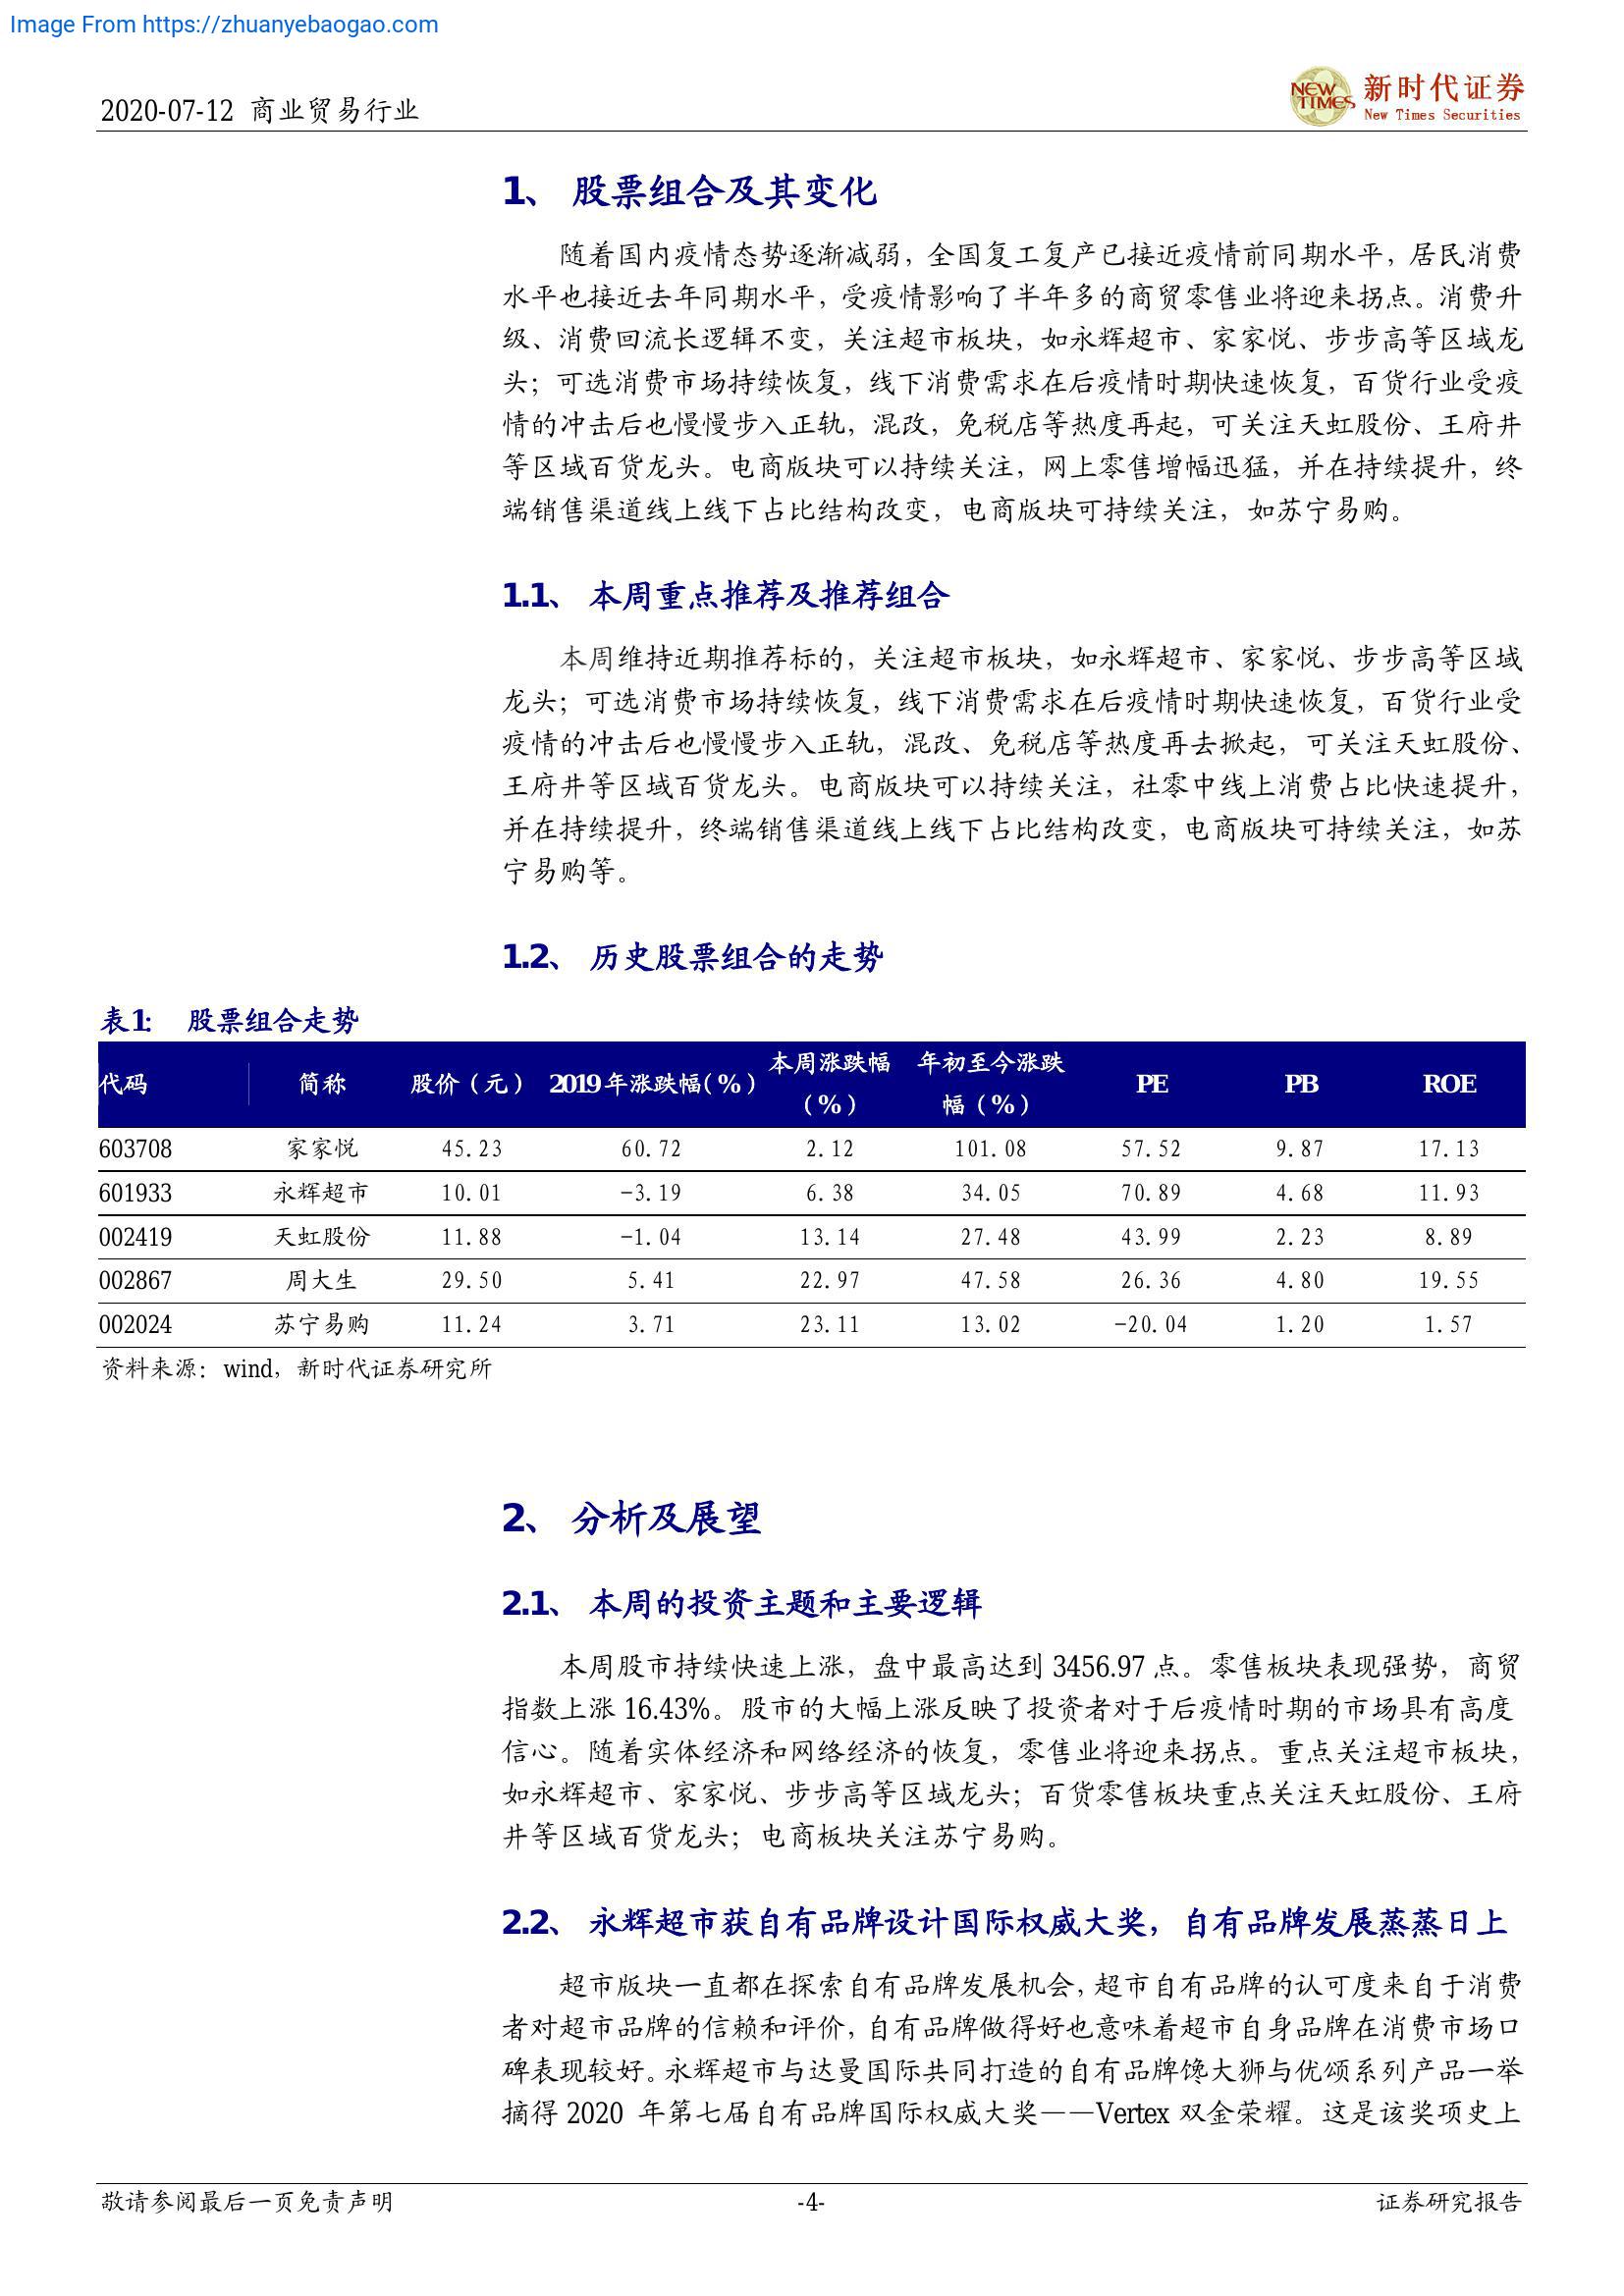 Image From https://zhuanyebaogao.com
2020-07-12 商业贸易行业
NEW TIMES
新时代证券
New Times Securities
1、 股票组合及其变化
随着国内疫情态势逐渐减弱，全国复工复产已接近疫情前同期水平，居民消费
水平也接近去年同期水平，受疫情影响了半年多的商贸零售业将迎来拐点。消费升
级、消费回流长逻辑不变，关注超市板块，如永辉超市、家家悦、步步高等区域龙
头；可选消费市场持续恢复，线下消费需求在后疫情时期快速恢复，百货行业受疫
情的冲击后也慢慢步入正轨，混改，免税店等热度再起，可关注天虹股份、王府井
等区域百货龙头。电商版块可以持续关注，网上零售增幅迅猛，并在持续提升，终
端销售渠道线上线下占比结构改变，电商版块可持续关注，如苏宁易购。
1.1、 本周重点推荐及推荐组合
本周维持近期推荐标的，关注超市板块，如永辉超市、家家悦、步步高等区域
龙头；可选消费市场持续恢复，线下消费需求在后疫情时期快速恢复，百货行业受
疫情的冲击后也慢慢步入正轨，混改、免税店等热度再去掀起，可关注天虹股份、
王府井等区域百货龙头。电商版块可以持续关注，社零中线上消费占比快速提升，
并在持续提升，终端销售渠道线上线下占比结构改变，电商版块可持续关注，如苏
宁易购等。
1.2、 历史股票组合的走势
表1： 股票组合走势
代码 简称 股价（元） 2019年涨跌幅(%) 本周涨跌幅（%） 年初至今涨跌幅（%） PE PB ROE
603708 家家悦 45.23 60.72 2.12 101.08 57.52 9.87 17.13
601933 永辉超市 10.01 -3.19 6.38 34.05 70.89 4.68 11.93
002419 天虹股份 11.88 -1.04 13.14 27.48 43.99 2.23 8.89
002867 周大生 29.50 5.41 22.97 47.58 26.36 4.80 19.55
002024 苏宁易购 11.24 3.71 23.11 13.02 -20.04 1.20 1.57
资料来源：wind，新时代证券研究所
2、 分析及展望
2.1、 本周的投资主题和主要逻辑
本周股市持续快速上涨，盘中最高达到 3456.97 点。零售板块表现强势，商贸
指数上涨 16.43%。股市的大幅上涨反映了投资者对于后疫情时期的市场具有高度
信心。随着实体经济和网络经济的恢复，零售业将迎来拐点。重点关注超市板块，
如永辉超市、家家悦、步步高等区域龙头；百货零售板块重点关注天虹股份、王府
井等区域百货龙头；电商板块关注苏宁易购。
2.2、 永辉超市获自有品牌设计国际权威大奖，自有品牌发展蒸蒸日上
超市版块一直都在探索自有品牌发展机会，超市自有品牌的认可度来自于消费
者对超市品牌的信赖和评价，自有品牌做得好也意味着超市自身品牌在消费市场口
碑表现较好。永辉超市与达曼国际共同打造的自有品牌馋大狮与优颂系列产品一举
摘得 2020 年第七届自有品牌国际权威大奖——Vertex 双金荣耀。这是该奖项史上
敬请参阅最后一页免责声明
-4-
证券研究报告